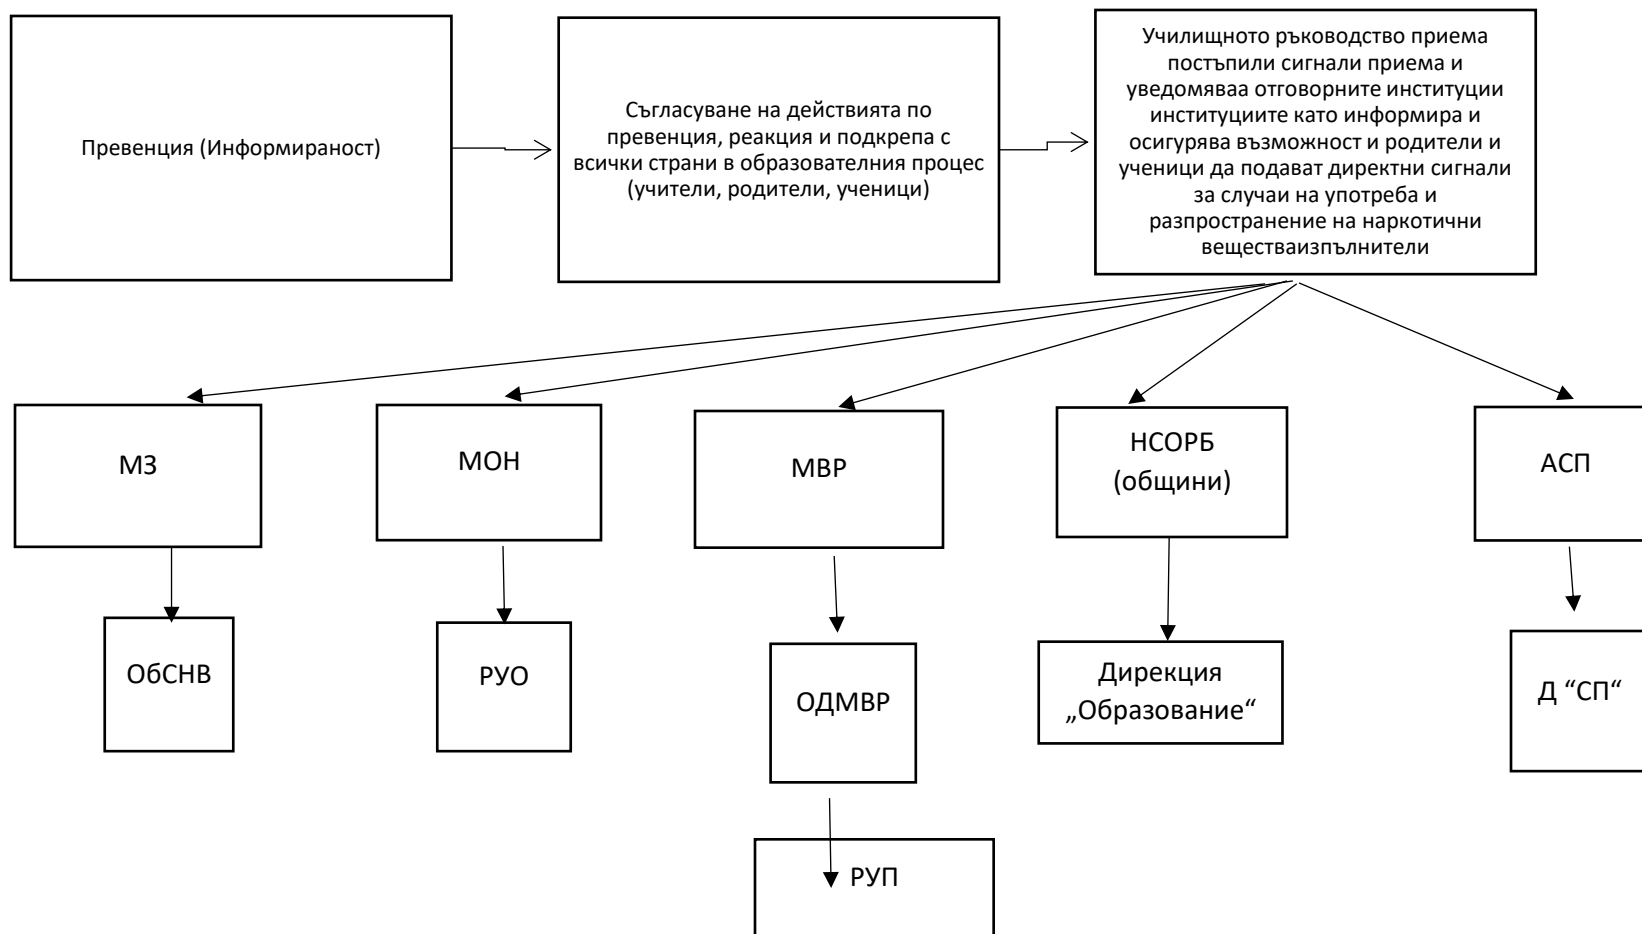 Превенция (Информираност)
Съгласуване на действията по
превенция, реакция и подкрепа с
всички страни в образователния процес
(учители, родители, ученици)
Училищното ръководство приема
постъпили сигнали приема и
уведомяваа отговорните институции
институциите като информира и
осигурява възможност и родители и
ученици да подават директни сигнали
за случаи на употреба и
разпространение на наркотични
веществаизпълнители
МЗ
МОН
МВР
НСОРБ
(общини)
АСП
ОбСНВ
РУО
ОДМВР
Дирекция
„Образование“
Д “СП“
РУП